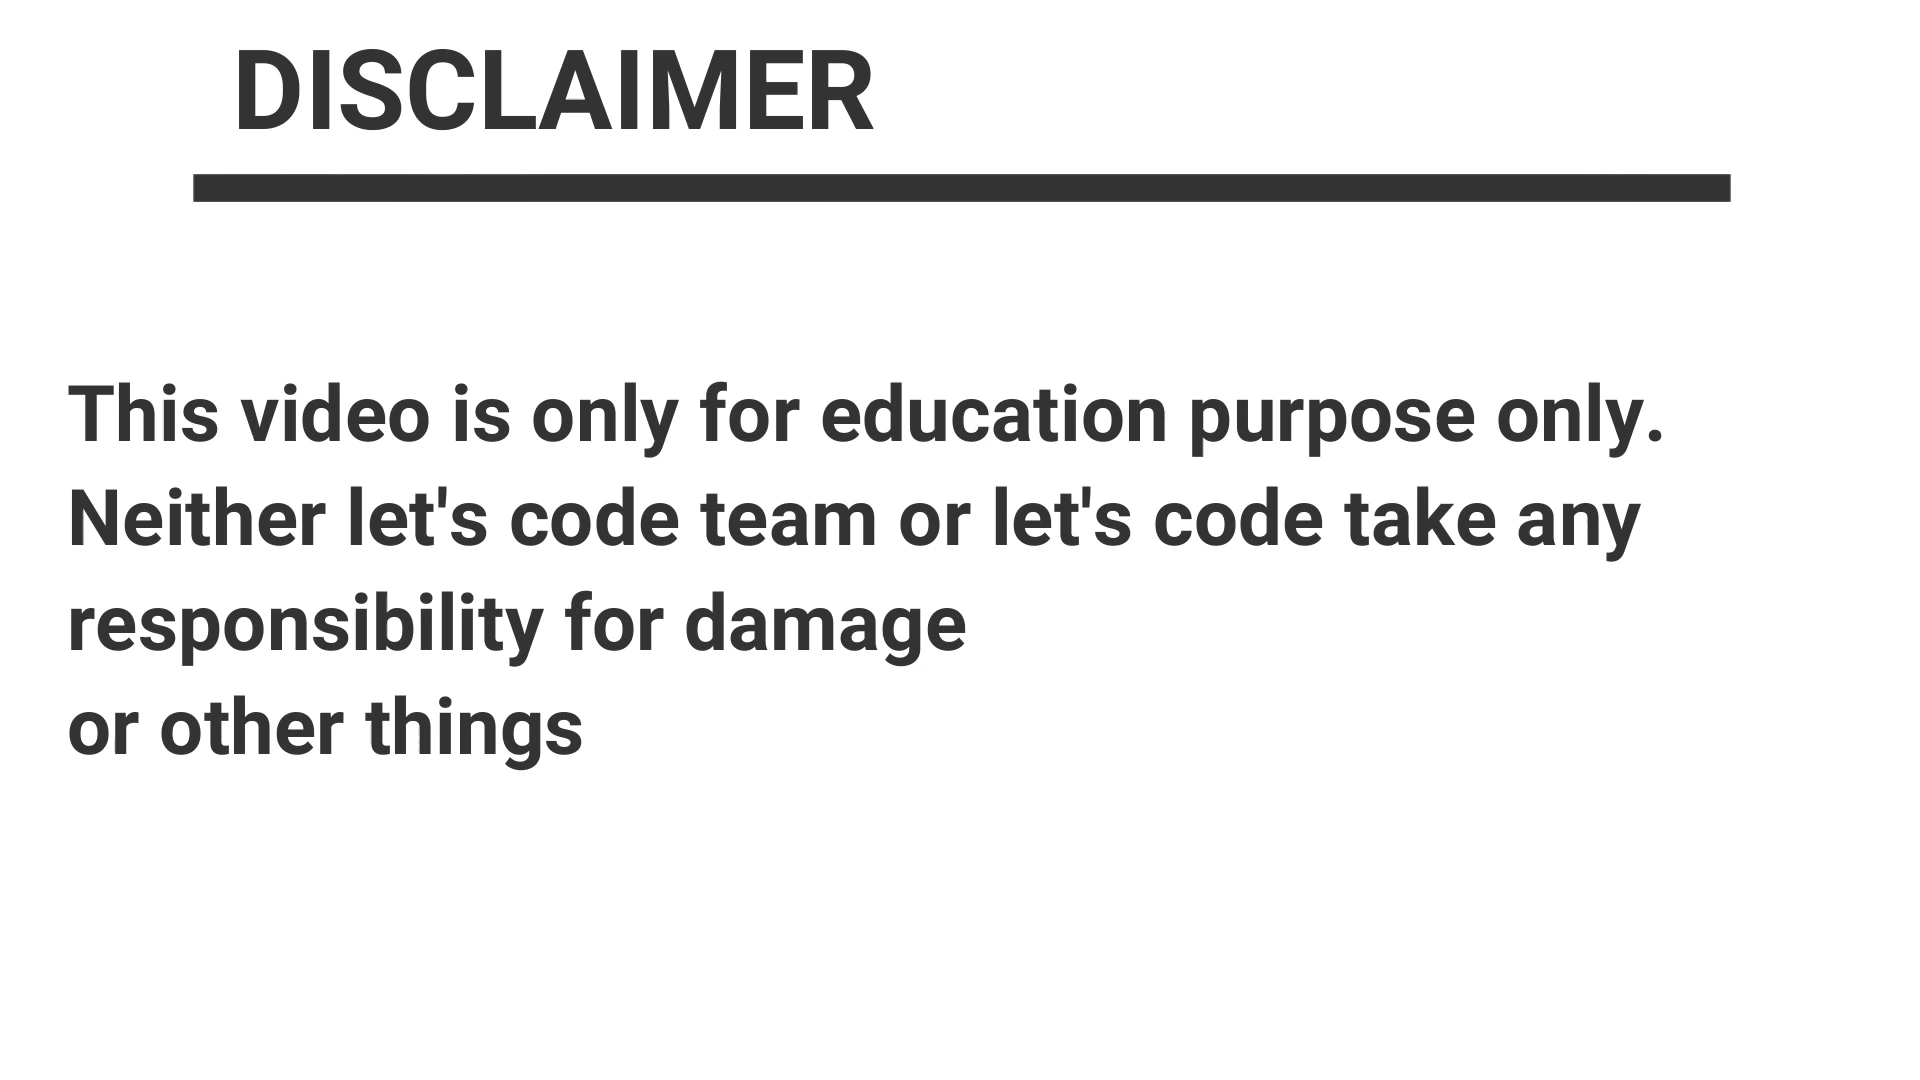 DISCLAIMER
This video is only for education purpose only.
Neither let's code team or let's code take any
responsibility for damage
or other things